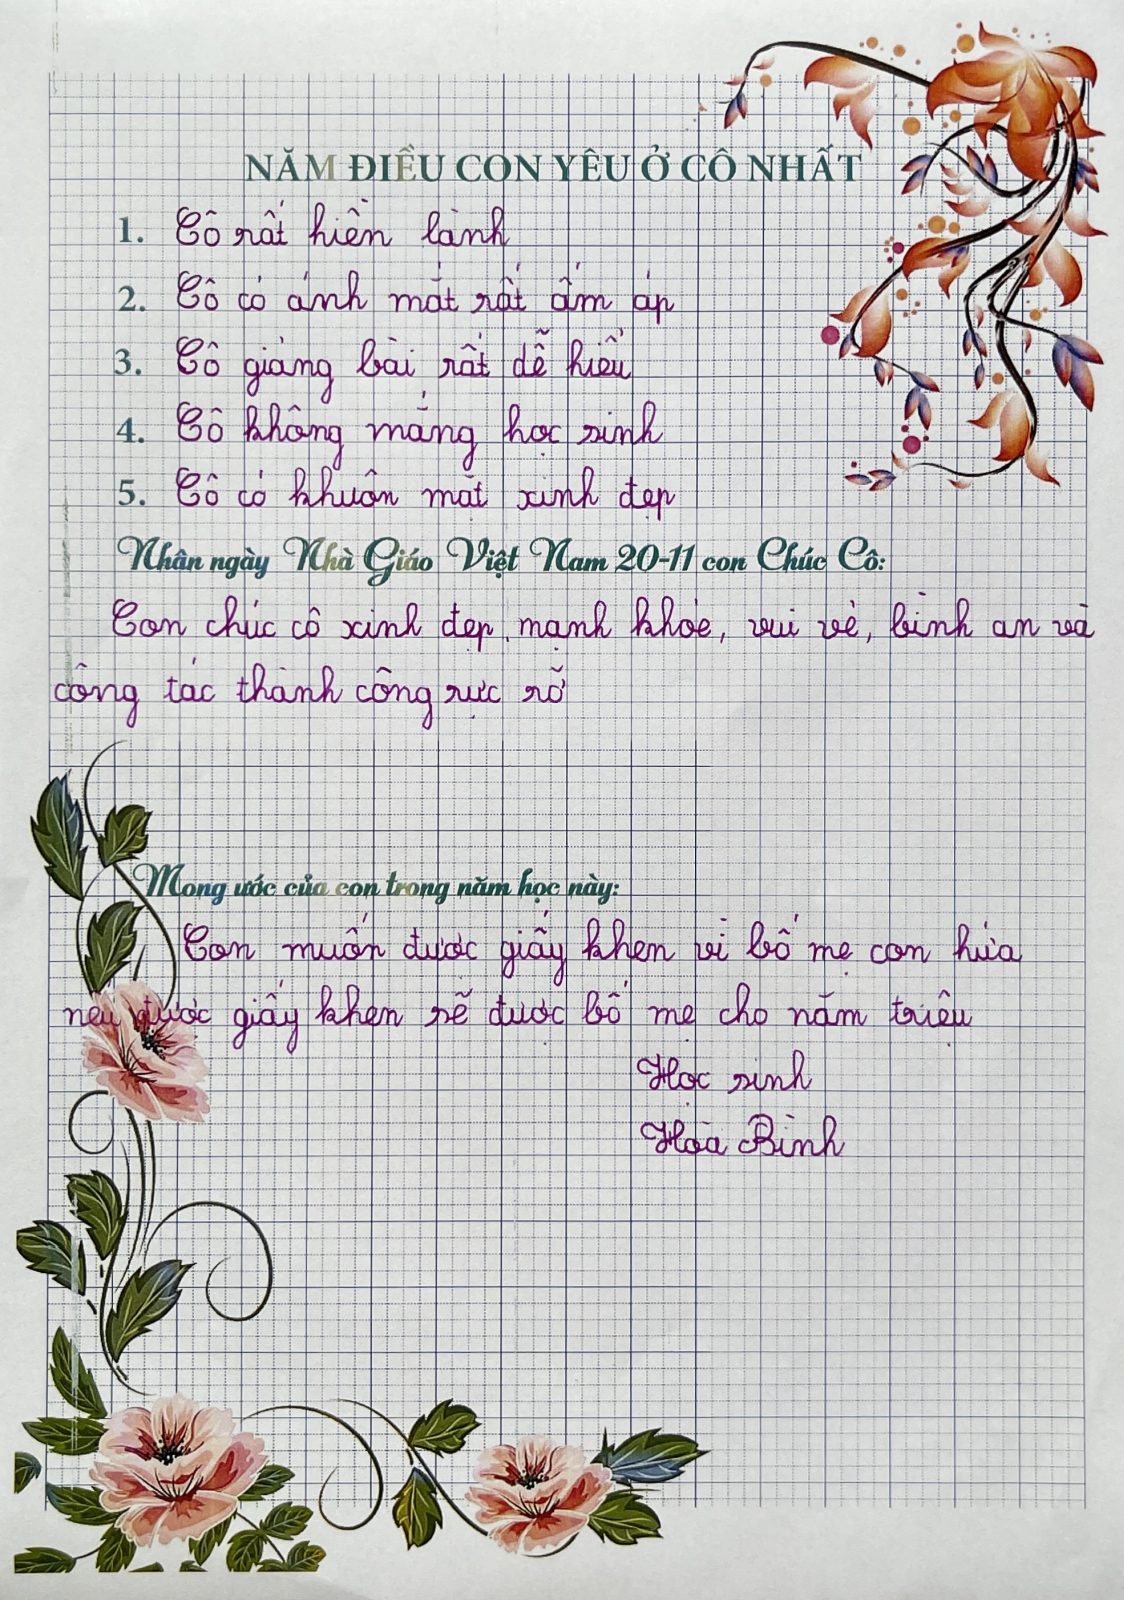 NĂM ĐIỀU CON YÊU Ở CÔ NHẤT
1. Cô rất hiền lành
2. Cô có ánh mắt rất ấm áp
3. Cô giảng bài rất dễ hiểu
4. Cô không mắng học sinh
5. Cô có khuôn mặt xinh đẹp
Nhân ngày Nhà Giáo Việt Nam 20-11 con Chúc Cô:
Con chúc cô xinh đẹp, mạnh khỏe, vui vẻ, bình an và
công tác thành công rực rỡ
Mong ước của con trong năm học này:
Con muốn được giấy khen vì bố mẹ con hứa
nếu được giấy khen sẽ được bố mẹ cho năm triệu
Học sinh
Hòa Bình